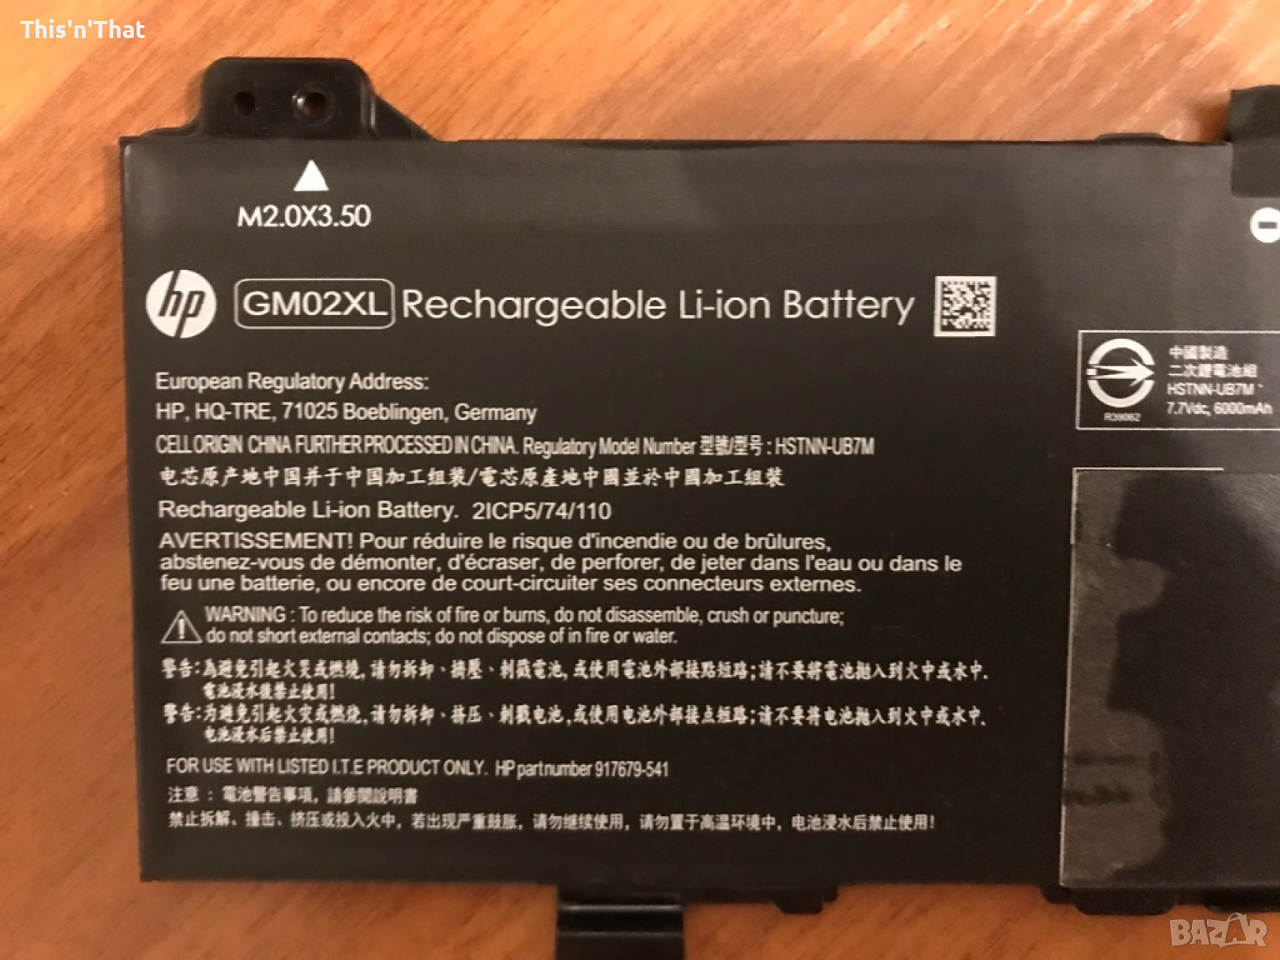 This'n'That
M2.0X3.50
hp GM02XL Rechargeable Li-ion Battery
European Regulatory Address:
HP, HQ-TRE, 71025 Boeblingen, Germany
CELL ORIGIN CHINA FURTHER PROCESSED IN CHINA. Regulatory Model Number 型號/型号 : HSTNN-UB7M
电芯原产地中国并于中国加工组装/電芯原產地中國並於中國加工組裝
Rechargeable Li-ion Battery. 2ICP5/74/110
AVERTISSEMENT! Pour réduire le risque d'incendie ou de brûlures,
abstenez-vous de démonter, d'écraser, de perforer, de jeter dans l'eau ou dans le
feu une batterie, ou encore de court-circuiter ses connecteurs externes.
WARNING : To reduce the risk of fire or burns, do not disassemble, crush or puncture;
do not short external contacts; do not dispose of in fire or water.
警告:為避免引起火災或燃燒,請勿拆卸、擠壓、刺戳電池,或使用電池外部接點短路;請不要將電池拋入到火中或水中.
電池浸水後禁止使用!
警告:为避免引起火灾或燃烧,请勿拆卸、挤压、刺戳电池,或使用电池外部接点短路;请不要将电池抛入到火中或水中.
电池浸水后禁止使用!
FOR USE WITH LISTED I.T.E PRODUCT ONLY. HP part number 917679-541
注意 : 電池警告事項, 請參閱說明書
禁止拆解、撞击、挤压或投入火中, 若出现严重鼓胀, 请勿继续使用, 请勿置于高温环境中, 电池浸水后禁止使用!
中國製造
二次鋰電池組
HSTNN-UB7M
7.7Vdc, 6000mAh
R39062
BAZAR